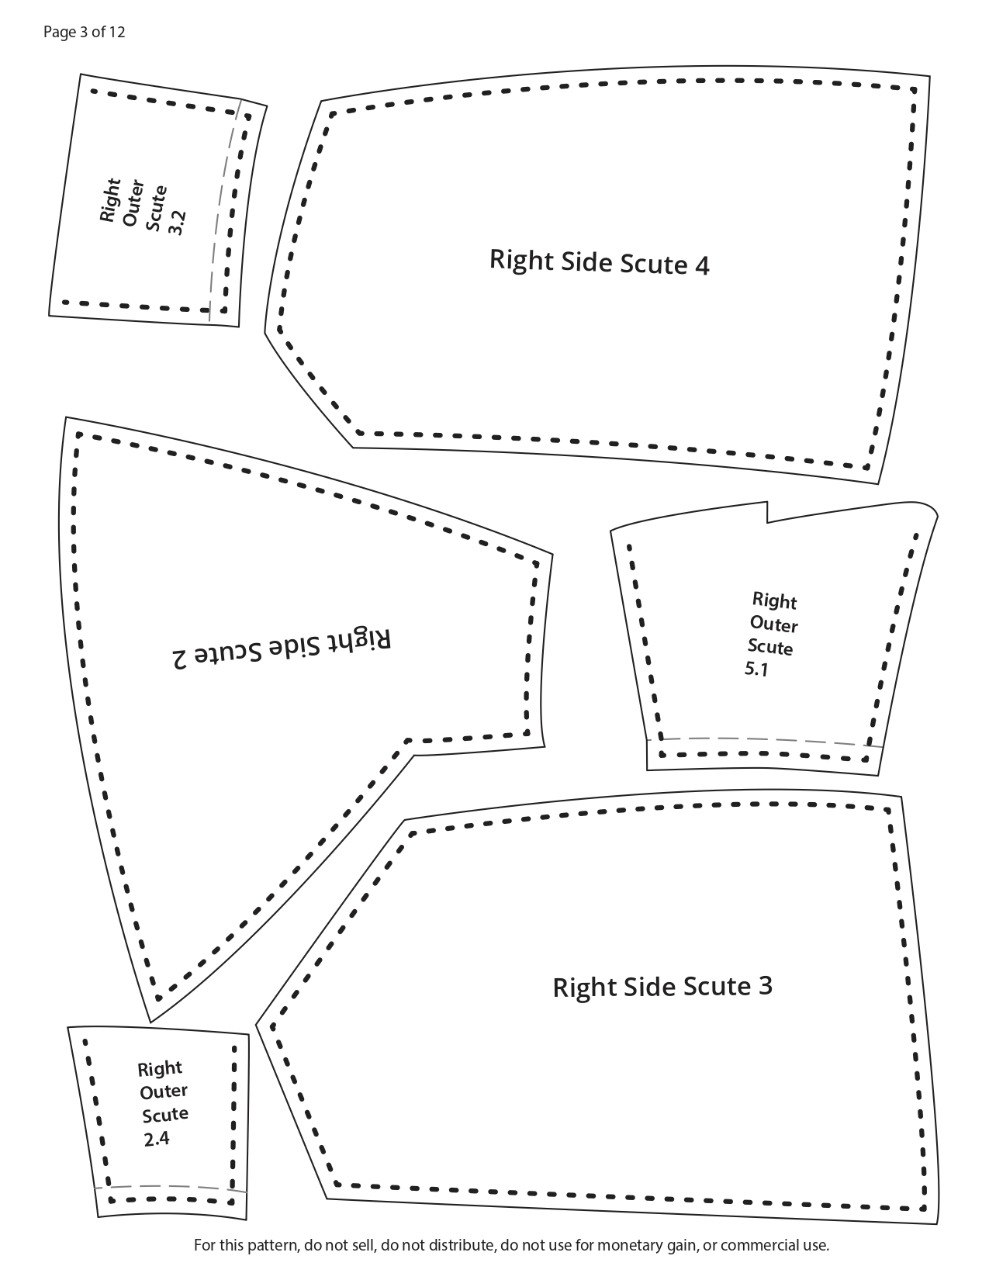 Page 3 of 12
Right
Outer
Scute
3.2
Right Side Scute 4
Right Side Scute 2
Right
Outer
Scute
5.1
Right Side Scute 3
Right
Outer
Scute
2.4
For this pattern, do not sell, do not distribute, do not use for monetary gain, or commercial use.